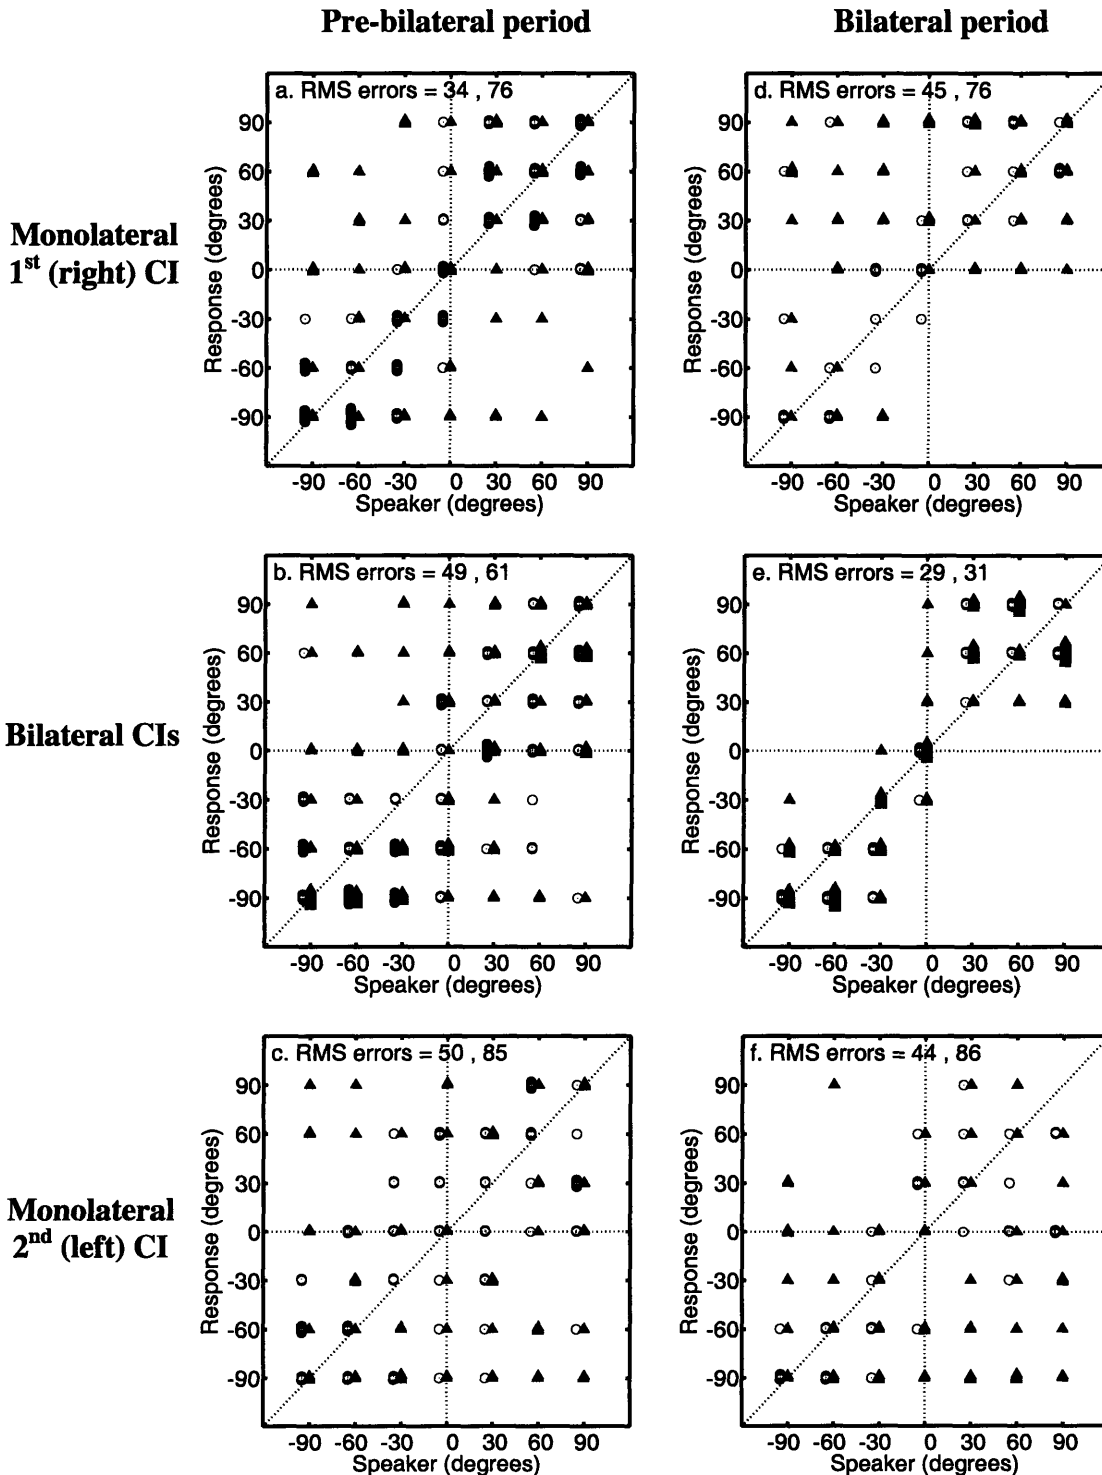 Pre-bilateral period
Bilateral period
Monolateral
1st (right) CI
a. RMS errors = 34 , 76
90
60
30
0
-30
-60
-90
Response (degrees)
-90 -60 -30 0 30 60 90
Speaker (degrees)
d. RMS errors = 45 , 76
90
60
30
0
-30
-60
-90
Response (degrees)
-90 -60 -30 0 30 60 90
Speaker (degrees)
Bilateral CIs
b. RMS errors = 49 , 61
90
60
30
0
-30
-60
-90
Response (degrees)
-90 -60 -30 0 30 60 90
Speaker (degrees)
e. RMS errors = 29 , 31
90
60
30
0
-30
-60
-90
Response (degrees)
-90 -60 -30 0 30 60 90
Speaker (degrees)
Monolateral
2nd (left) CI
c. RMS errors = 50 , 85
90
60
30
0
-30
-60
-90
Response (degrees)
-90 -60 -30 0 30 60 90
Speaker (degrees)
f. RMS errors = 44 , 86
90
60
30
0
-30
-60
-90
Response (degrees)
-90 -60 -30 0 30 60 90
Speaker (degrees)